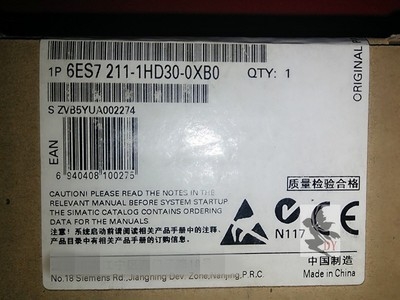 1P 6ES7 211-1HD30-0XB0 QTY: 1
ORIGINAL
S ZVB5YUA002274
EAN
6 940408 100275
质量检验合格
CAUTION! PLEASE READ THE NOTES IN THE
RELEVANT MANUAL BEFORE SYSTEM STARTUP
THE SIMATIC CATALOG CONTAINS ORDERING
DATA FOR THE MANUALS.
注意! 系统启动前请阅读相关产品手册中的注释。
产品目录中有相关产品手册的订购信息。
N117
CE
DY
中国制造
Made in China
No.18 Siemens Rd.,Jiangning Dev. Zone,Nanjing,P.R.C.